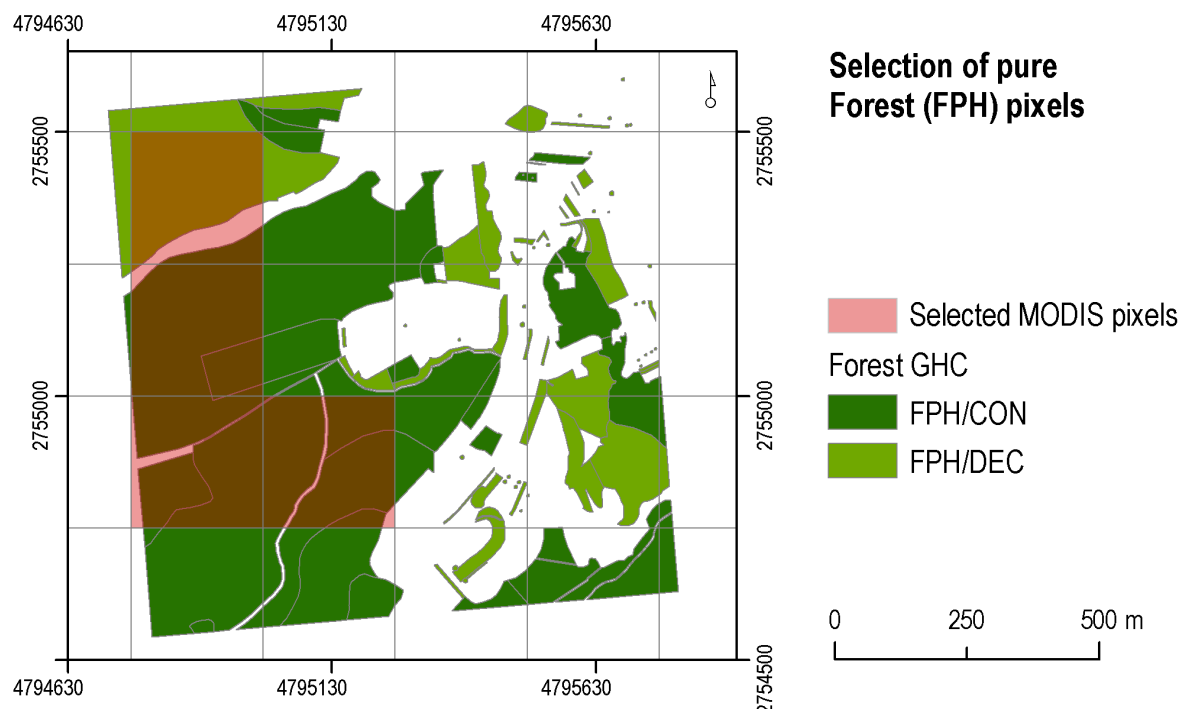 4794630
4795130
4795630
Selection of pure
Forest (FPH) pixels
2755500
2755500
Selected MODIS pixels
Forest GHC
2755000
2755000
FPH/CON
FPH/DEC
0
250
500 m
2754500
4794630
4795130
4795630